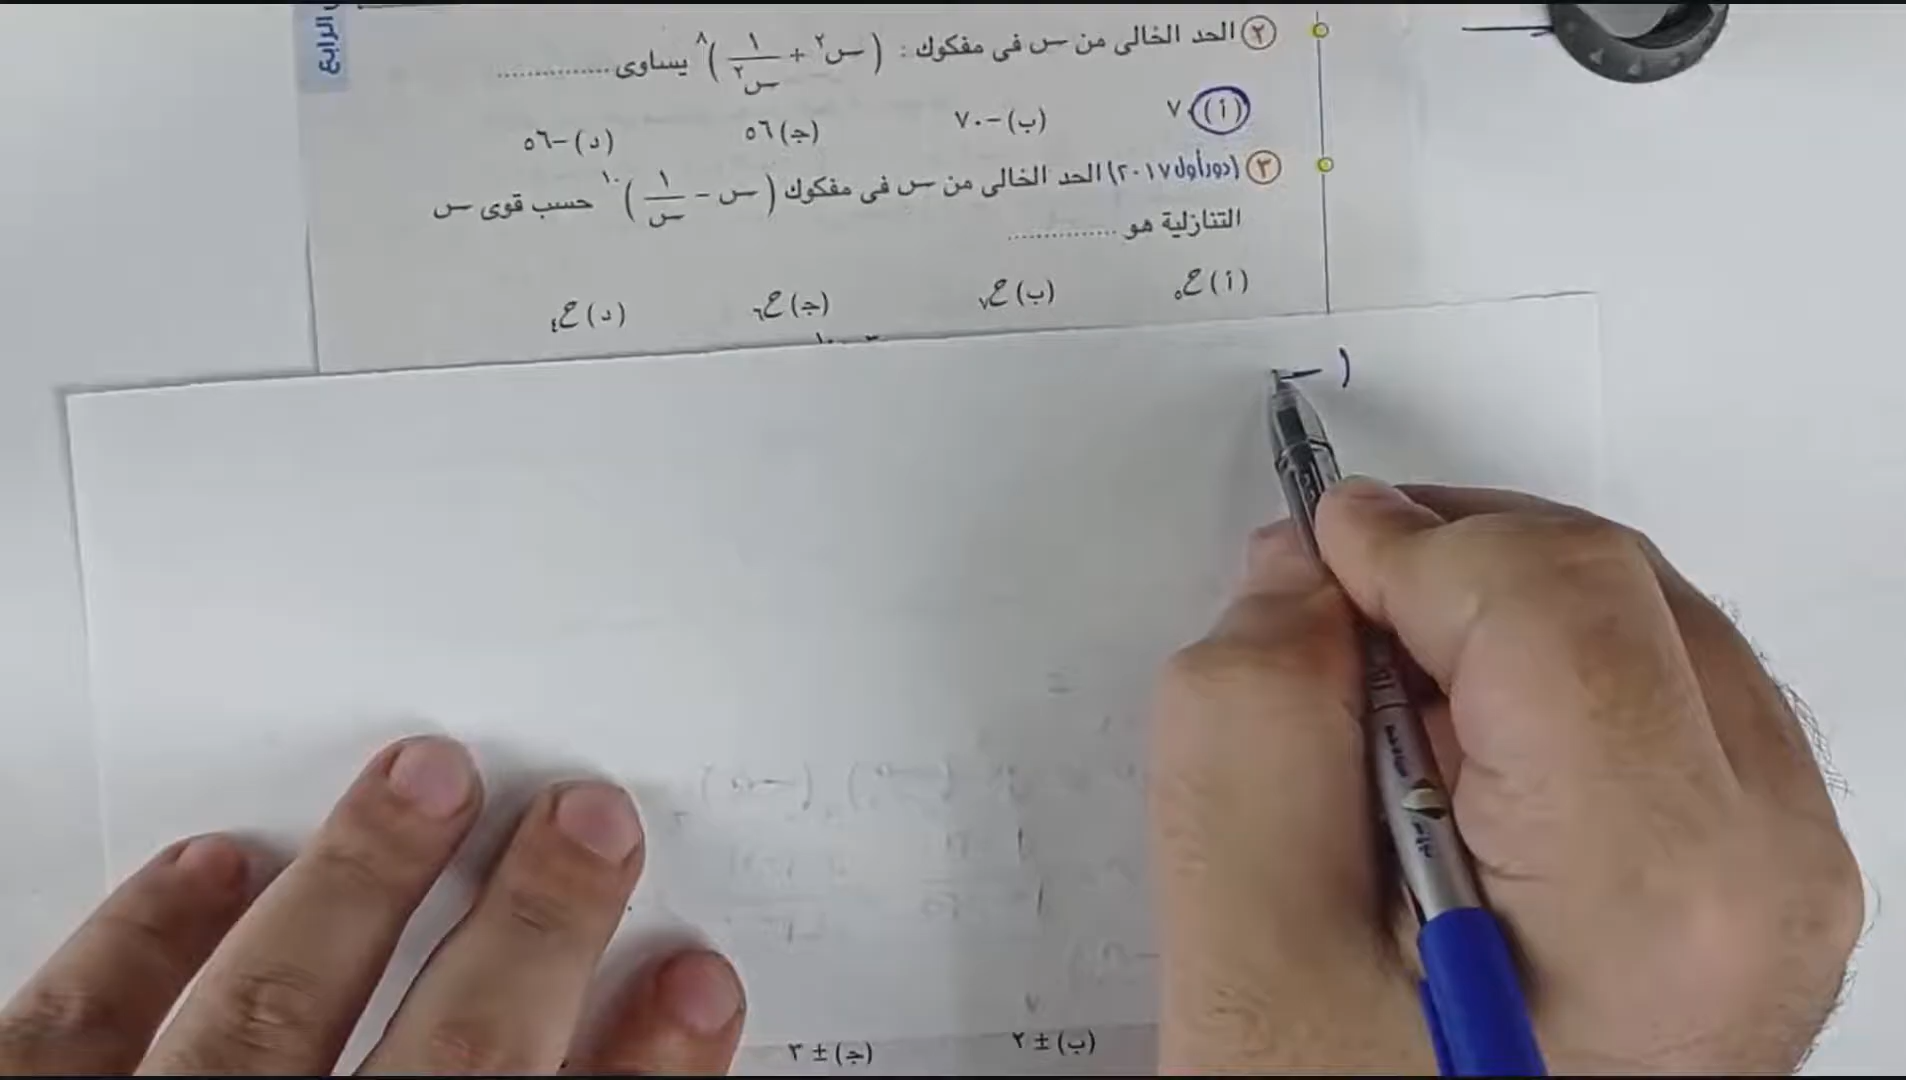 الرابع
٢ الحد الخالى من س فى مفكوك : (س٢ + ١/س٢)٨ يساوى ...............
(أ) ٧٠ (ب) –٧٠ (جـ) ٥٦ (د) –٥٦
٣ (دور أول ٢٠١٧) الحد الخالى من س فى مفكوك (س – ١/س)١٠ حسب قوى س
التنازلية هو ...............
(أ) ح٥ (ب) ح٧ (جـ) ح٦ (د) ح٤
(ب) ± ٢ (جـ) ± ٣